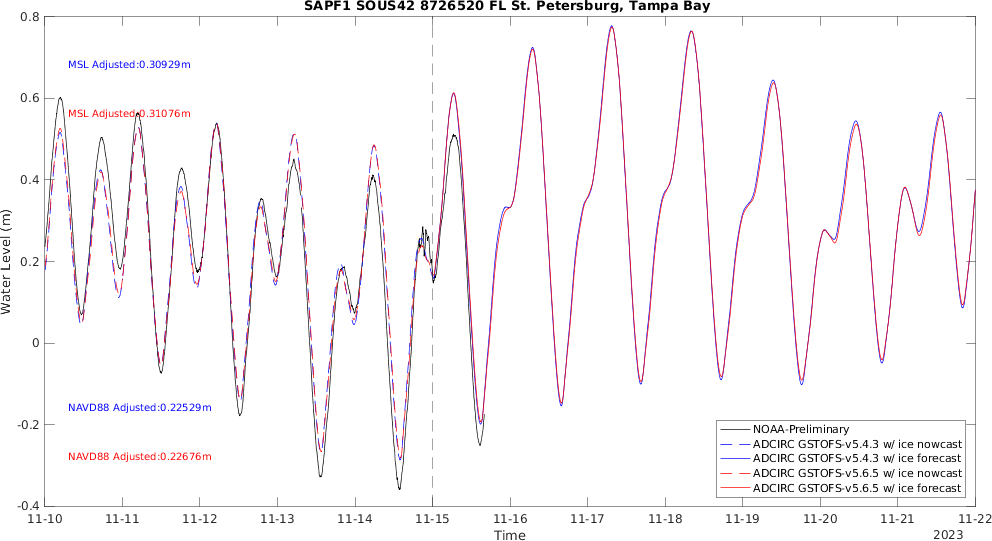 SAPF1 SOUS42 8726520 FL St. Petersburg, Tampa Bay
Water Level (m)
0.8
0.6
0.4
0.2
0
-0.2
-0.4
MSL Adjusted:0.30929m
MSL Adjusted:0.31076m
NAVD88 Adjusted:0.22529m
NAVD88 Adjusted:0.22676m
NOAA-Preliminary
ADCIRC GSTOFS-v5.4.3 w/ ice nowcast
ADCIRC GSTOFS-v5.4.3 w/ ice forecast
ADCIRC GSTOFS-v5.6.5 w/ ice nowcast
ADCIRC GSTOFS-v5.6.5 w/ ice forecast
11-10 11-11 11-12 11-13 11-14 11-15 11-16 11-17 11-18 11-19 11-20 11-21 11-22
Time
2023